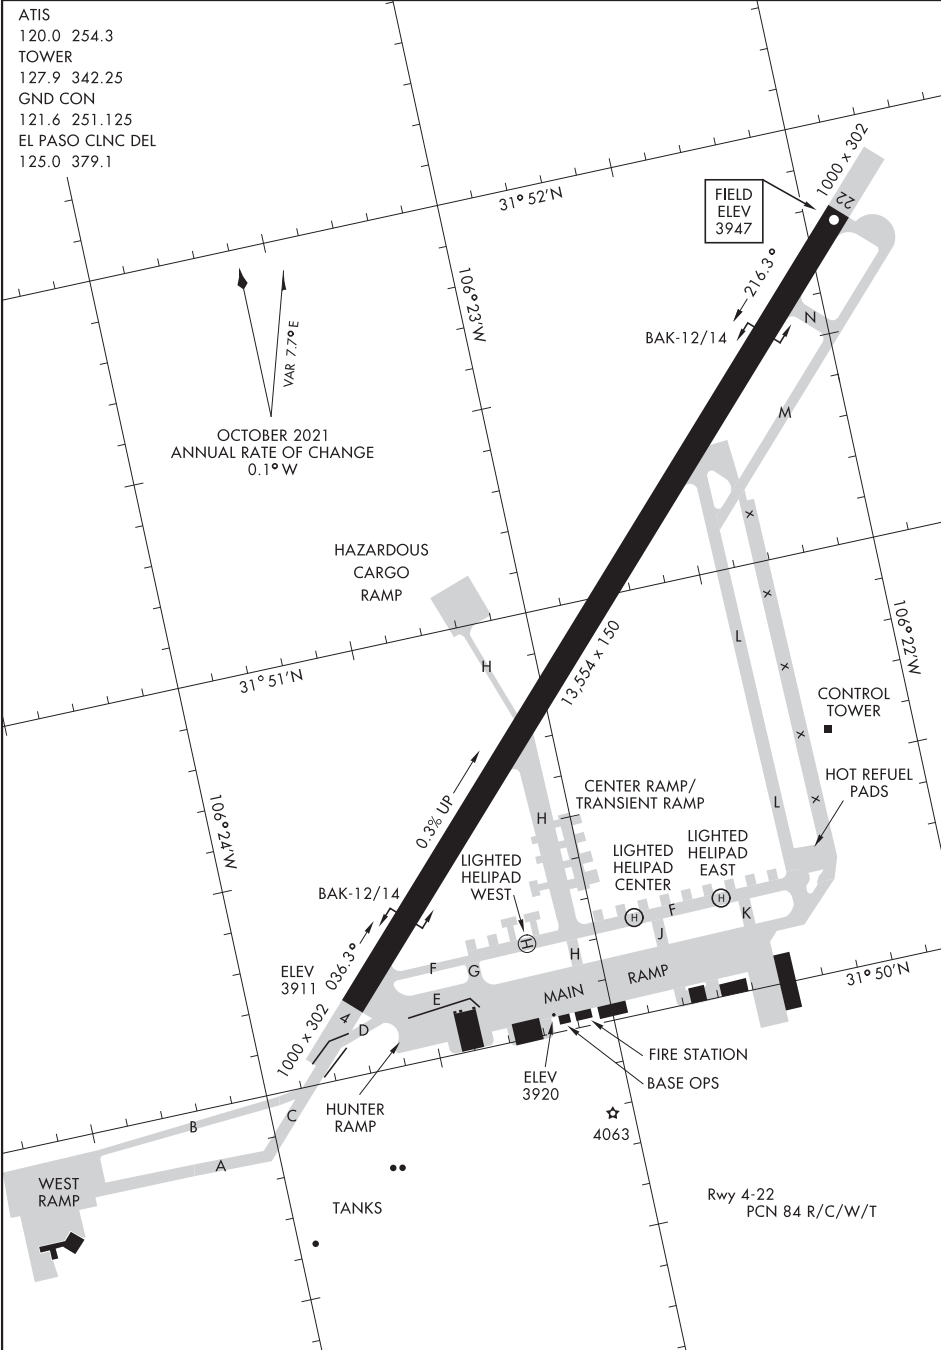 ATIS
120.0 254.3
TOWER
127.9 342.25
GND CON
121.6 251.125
EL PASO CLNC DEL
125.0 379.1
1000 x 302
22
31°52'N
FIELD
ELEV
3947
216.3°
106°23'W
VAR 7.7° E
N
BAK-12/14
M
OCTOBER 2021
ANNUAL RATE OF CHANGE
0.1° W
x
HAZARDOUS
CARGO
RAMP
x
106°22'W
13,554 x 150
L
H
x
31°51'N
CONTROL
TOWER
x
HOT REFUEL
PADS
CENTER RAMP/
TRANSIENT RAMP
L
x
0.3% UP
H
106°24'W
LIGHTED
HELIPAD
EAST
LIGHTED
HELIPAD
CENTER
LIGHTED
HELIPAD
WEST
BAK-12/14
H
F
K
H
J
H
036.3°
F
G
H
RAMP
31°50'N
ELEV
3911
E
MAIN
4
D
1000 x 302
FIRE STATION
BASE OPS
ELEV
3920
HUNTER
RAMP
C
B
4063
A
WEST
RAMP
TANKS
Rwy 4-22
PCN 84 R/C/W/T